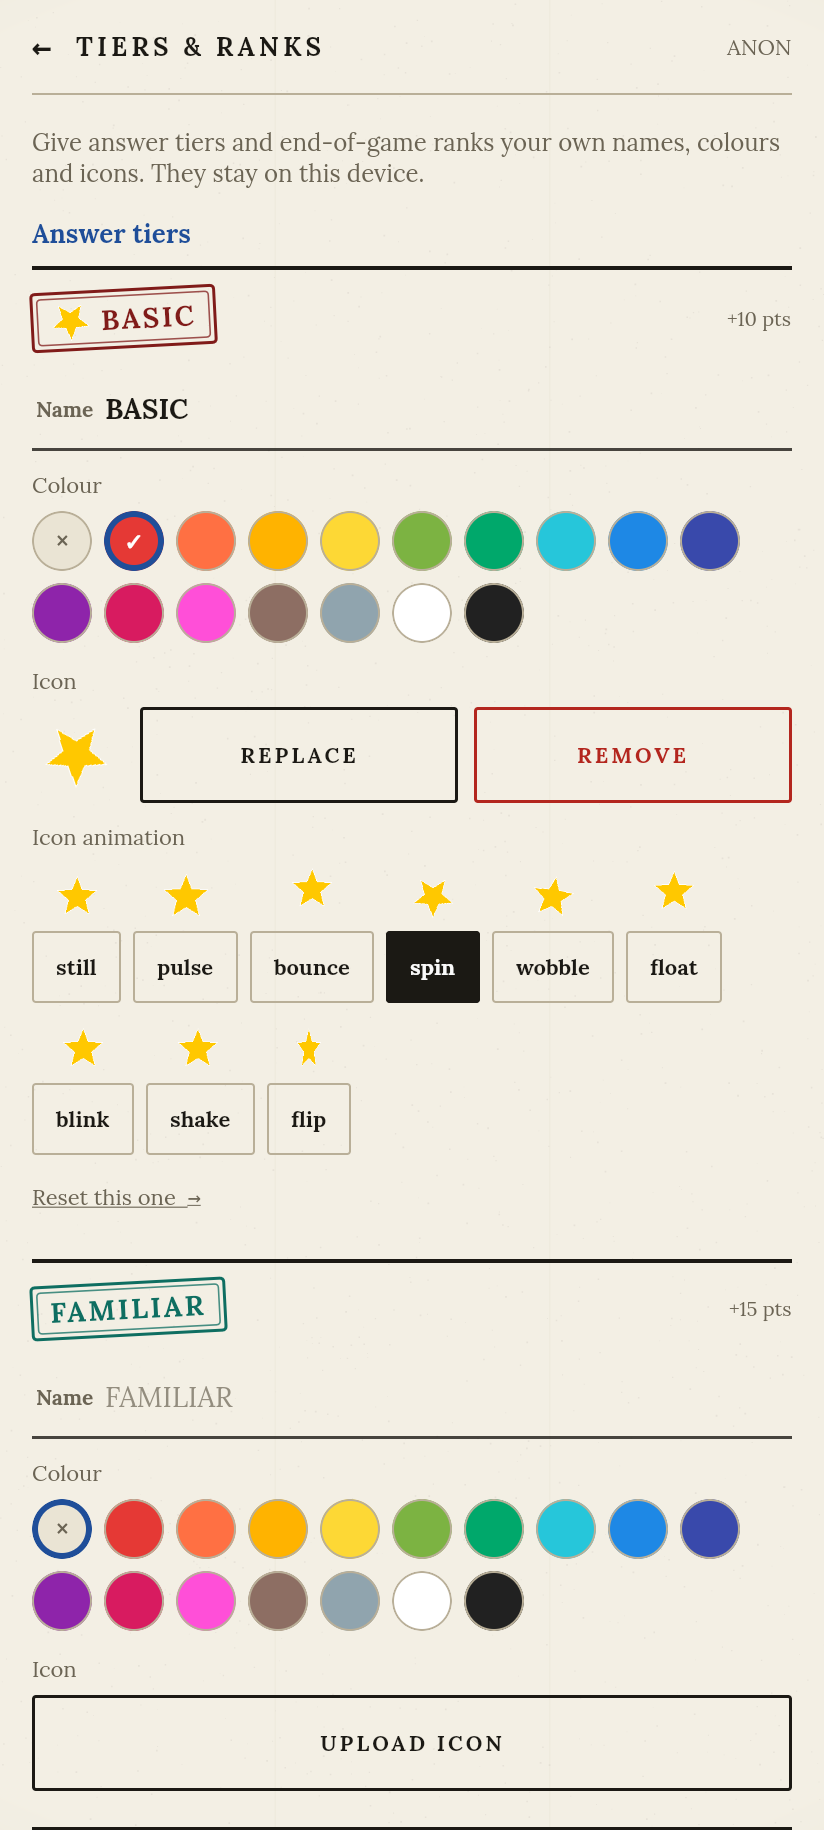 ← TIERS & RANKS ANON
Give answer tiers and end-of-game ranks your own names, colours
and icons. They stay on this device.
Answer tiers
BASIC +10 pts
Name BASIC
Colour
× ✓
Icon
REPLACE REMOVE
Icon animation
still pulse bounce spin wobble float
blink shake flip
Reset this one →
FAMILIAR +15 pts
Name FAMILIAR
Colour
×
Icon
UPLOAD ICON